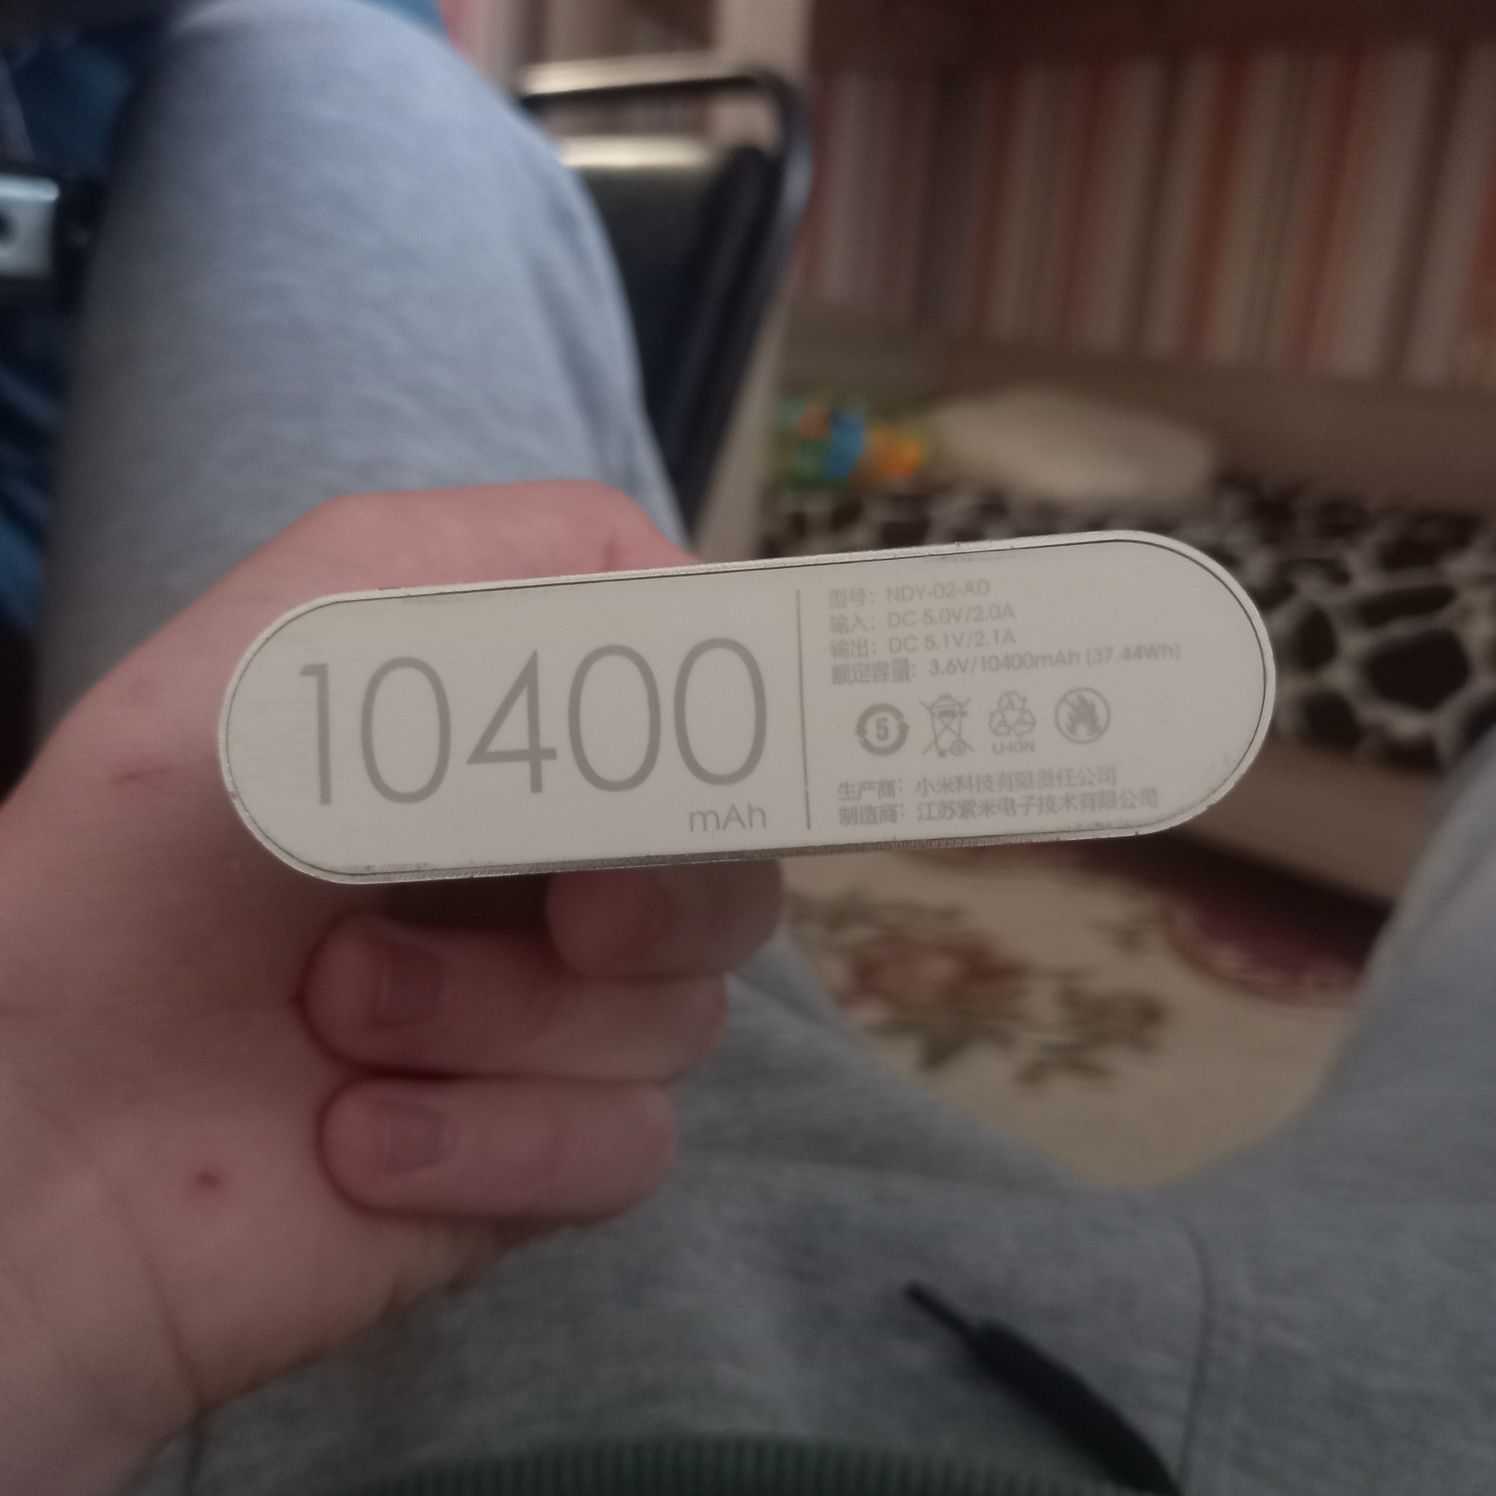 10400
mAh
型号: NDY-02-AD
输入: DC 5.0V/2.0A
输出: DC 5.1V/2.1A
额定容量: 3.6V/10400mAh (37.44Wh)
5
LI-ION
生产商: 小米科技有限责任公司
制造商: 江苏紫米电子技术有限公司